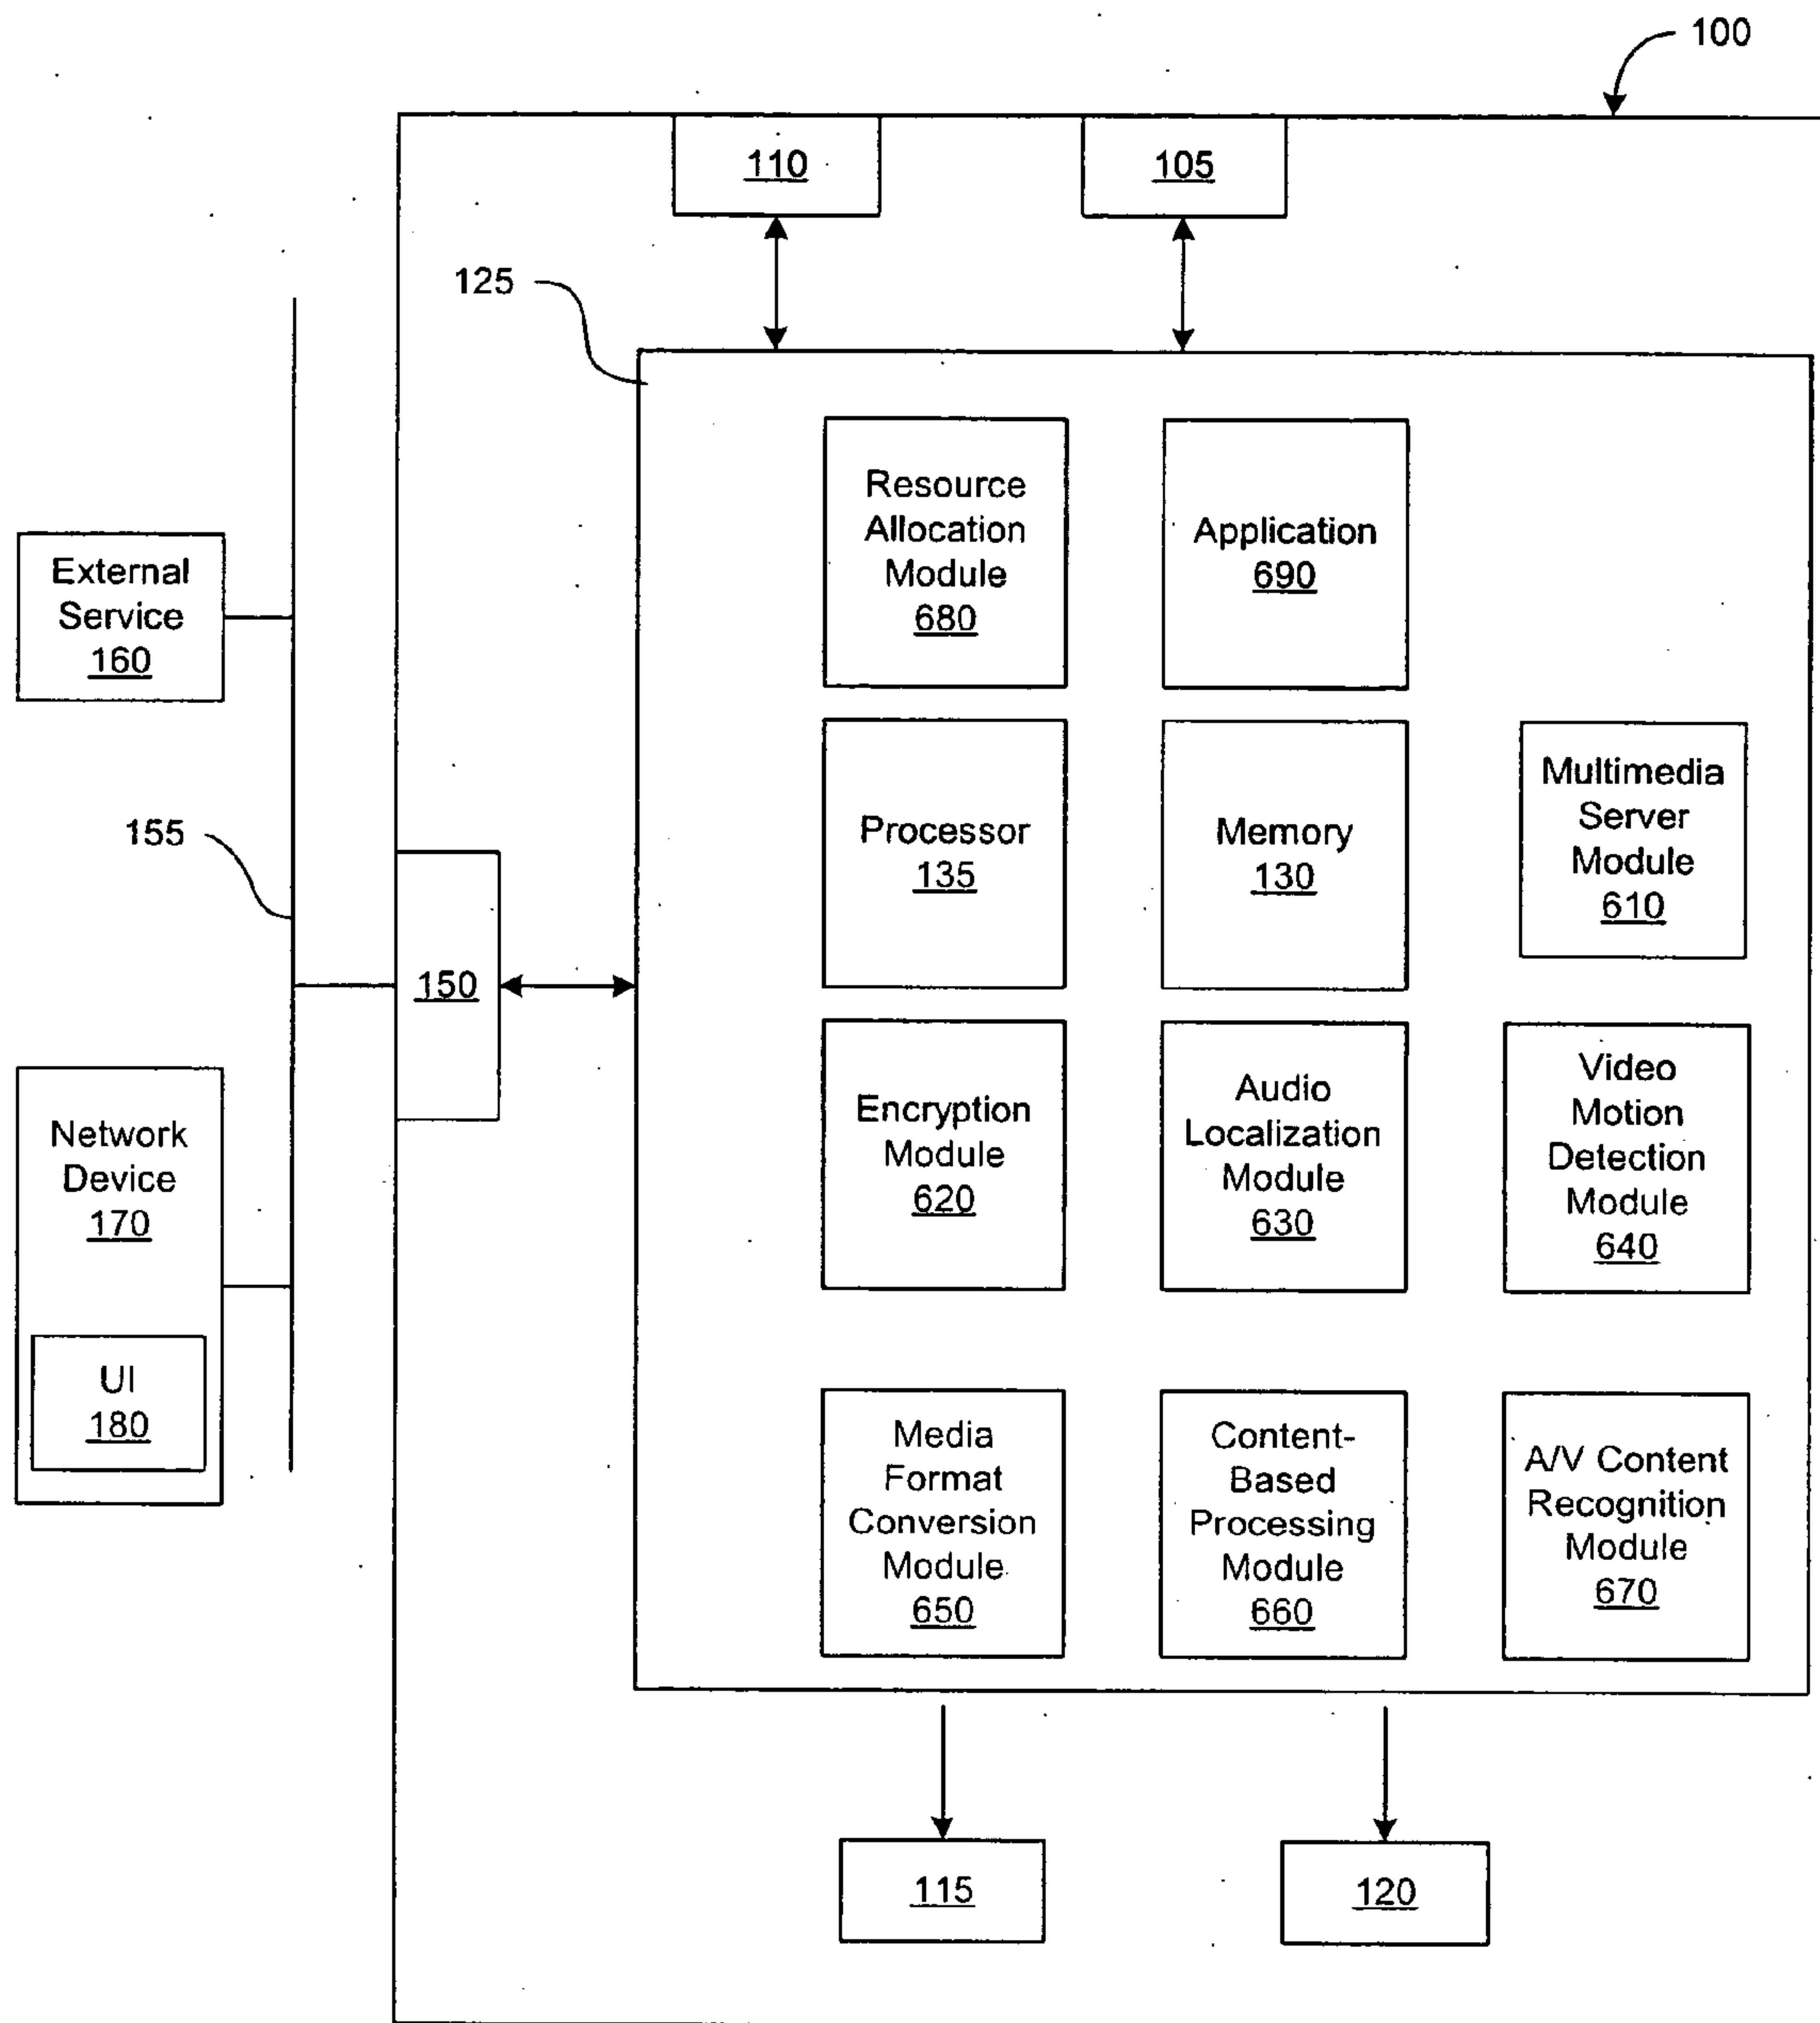 100
110
105
125
Resource
Allocation
Module
680
Application
690
External
Service
160
Processor
135
Memory
130
Multimedia
Server
Module
610
155
150
Network
Device
170
UI
180
Encryption
Module
620
Audio
Localization
Module
630
Video
Motion
Detection
Module
640
Media
Format
Conversion
Module
650
Content-
Based
Processing
Module
660
A/V Content
Recognition
Module
670
115
120